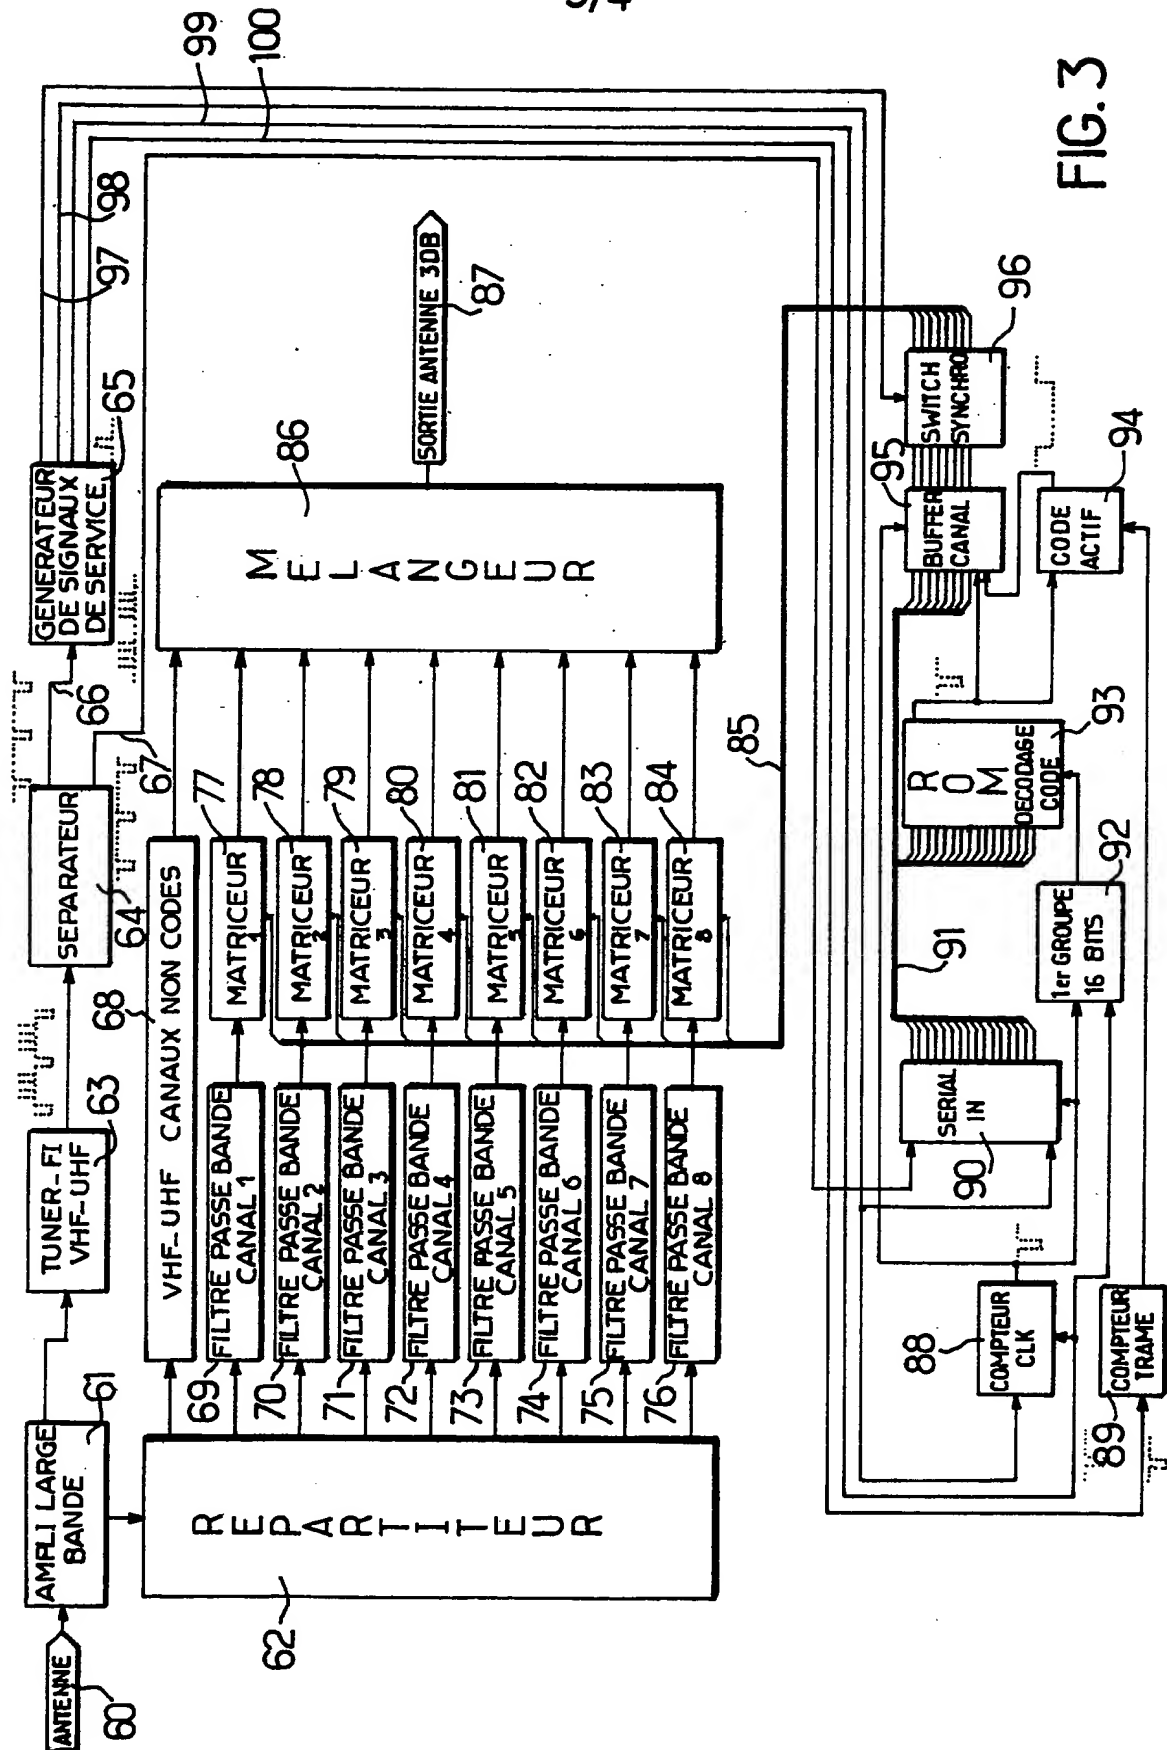 3/4
ANTENNE
60
AMPLI LARGE
BANDE
61
TUNER-FI
VHF-UHF
63
SEPARATEUR
64
66
67
GENERATEUR
DE SIGNAUX
DE SERVICE
65
97
98
99
100
REPARTITEUR
62
VHF-UHF CANAUX NON CODES
68
69
FILTRE PASSE BANDE
CANAL 1
MATRICEUR
1
77
70
FILTRE PASSE BANDE
CANAL 2
MATRICEUR
2
78
71
FILTRE PASSE BANDE
CANAL 3
MATRICEUR
3
79
72
FILTRE PASSE BANDE
CANAL 4
MATRICEUR
4
80
73
FILTRE PASSE BANDE
CANAL 5
MATRICEUR
5
81
74
FILTRE PASSE BANDE
CANAL 6
MATRICEUR
6
82
75
FILTRE PASSE BANDE
CANAL 7
MATRICEUR
7
83
76
FILTRE PASSE BANDE
CANAL 8
MATRICEUR
8
84
85
MELANGEUR
86
SORTIE ANTENNE 3DB
87
COMPTEUR
CLK
88
COMPTEUR
TRAME
89
SERIAL
IN
90
91
1er GROUPE
16 BITS
92
ROM
DECODAGE
CODE
93
CODE
ACTIF
94
BUFFER
CANAL
95
SWITCH
SYNCHRO
96
FIG. 3